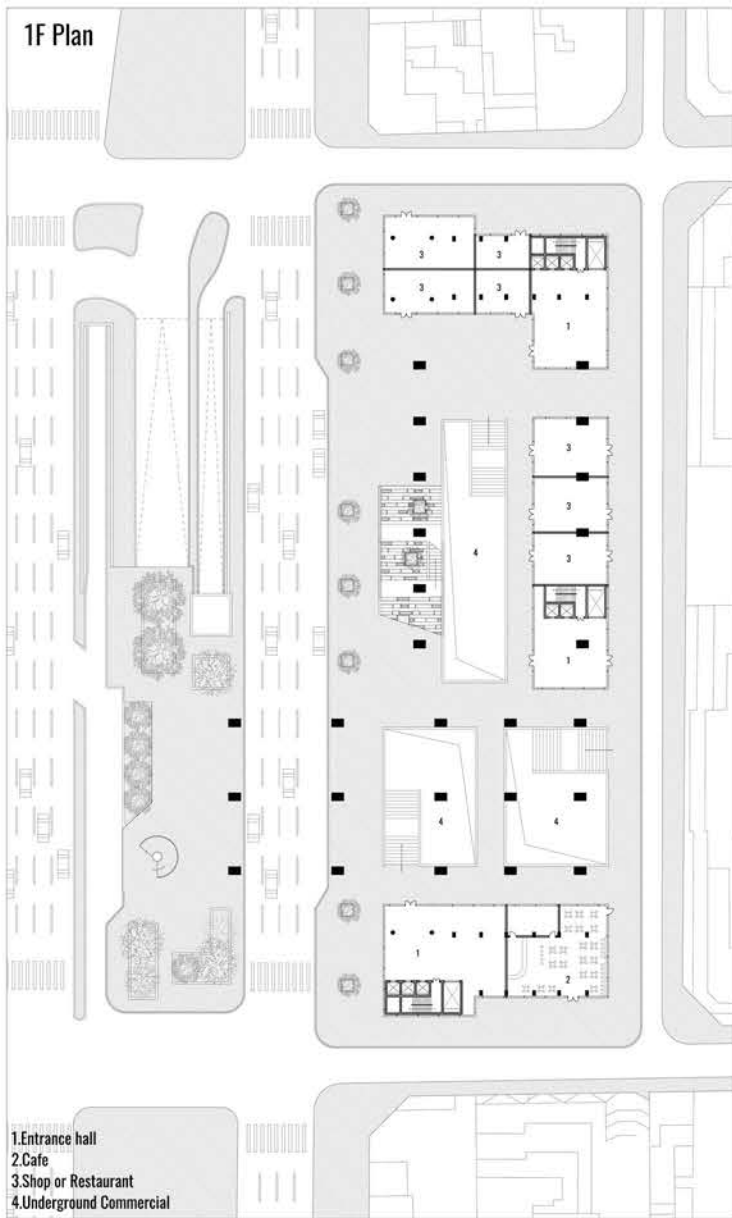 1F Plan
3
3
3
3
1
3
3
4
3
1
4
4
1
2
1.Entrance hall
2.Cafe
3.Shop or Restaurant
4.Underground Commercial